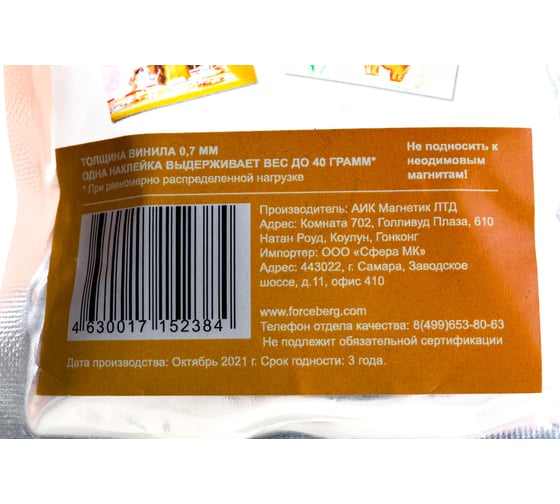 ТОЛЩИНА ВИНИЛА 0,7 ММ
ОДНА НАКЛЕЙКА ВЫДЕРЖИВАЕТ ВЕС ДО 40 ГРАММ*
* При равномерно распределенной нагрузке
Не подносить к
неодимовым
магнитам!
Производитель: АИК Магнетик ЛТД
Адрес: Комната 702, Голливуд Плаза, 610
Натан Роуд, Коулун, Гонконг
Импортер: ООО «Сфера МК»
Адрес: 443022, г. Самара, Заводское
шоссе, д.11, офис 410
www.forceberg.com
Телефон отдела качества: 8(499)653-80-63
Не подлежит обязательной сертификации
4 630017 152384
Дата производства: Октябрь 2021 г. Срок годности: 3 года.